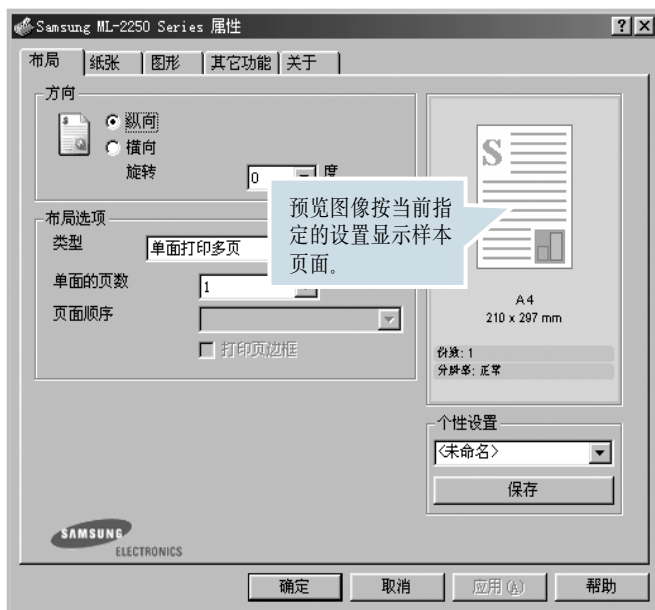 Samsung ML-2250 Series 属性
布局 纸张 图形 其它功能 关于
方向
纵向
横向
旋转 0 度
布局选项
类型 单面打印多页
单面的页数 1
页面顺序
打印页边框
预览图像按当前指
定的设置显示样本
页面。
S
A4
210 x 297 mm
份数: 1
分辨率: 正常
个性设置
<未命名>
保存
SAMSUNG
ELECTRONICS
确定 取消 应用(A) 帮助